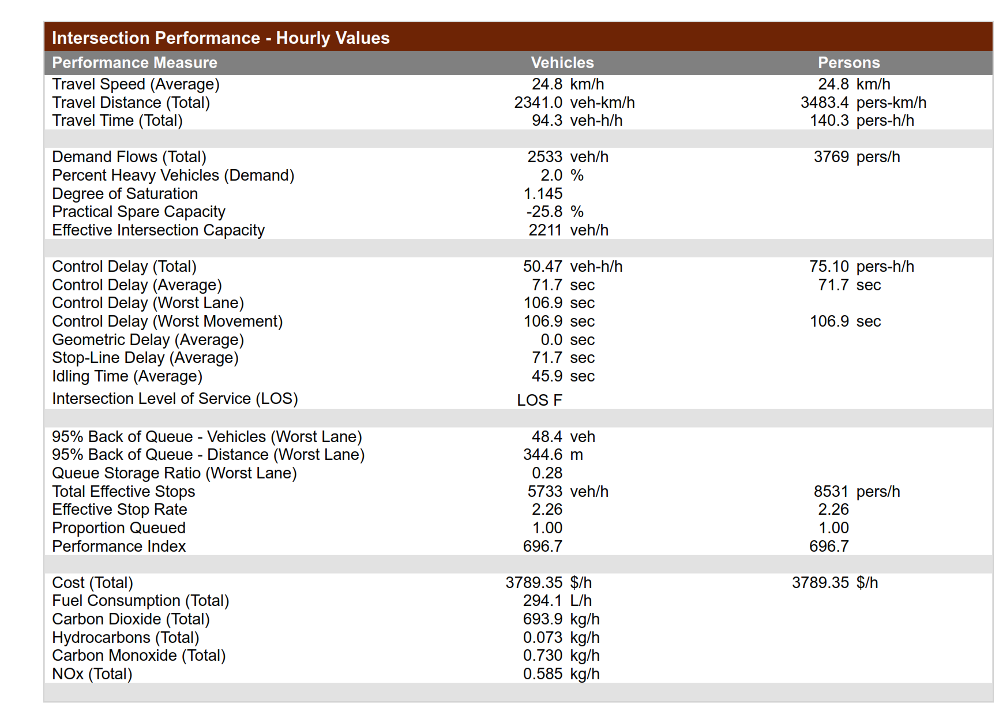 Intersection Performance - Hourly Values
Performance Measure Vehicles Persons
Travel Speed (Average) 24.8 km/h 24.8 km/h
Travel Distance (Total) 2341.0 veh-km/h 3483.4 pers-km/h
Travel Time (Total) 94.3 veh-h/h 140.3 pers-h/h
Demand Flows (Total) 2533 veh/h 3769 pers/h
Percent Heavy Vehicles (Demand) 2.0 %
Degree of Saturation 1.145
Practical Spare Capacity -25.8 %
Effective Intersection Capacity 2211 veh/h
Control Delay (Total) 50.47 veh-h/h 75.10 pers-h/h
Control Delay (Average) 71.7 sec 71.7 sec
Control Delay (Worst Lane) 106.9 sec
Control Delay (Worst Movement) 106.9 sec 106.9 sec
Geometric Delay (Average) 0.0 sec
Stop-Line Delay (Average) 71.7 sec
Idling Time (Average) 45.9 sec
Intersection Level of Service (LOS) LOS F
95% Back of Queue - Vehicles (Worst Lane) 48.4 veh
95% Back of Queue - Distance (Worst Lane) 344.6 m
Queue Storage Ratio (Worst Lane) 0.28
Total Effective Stops 5733 veh/h 8531 pers/h
Effective Stop Rate 2.26 2.26
Proportion Queued 1.00 1.00
Performance Index 696.7 696.7
Cost (Total) 3789.35 $/h 3789.35 $/h
Fuel Consumption (Total) 294.1 L/h
Carbon Dioxide (Total) 693.9 kg/h
Hydrocarbons (Total) 0.073 kg/h
Carbon Monoxide (Total) 0.730 kg/h
NOx (Total) 0.585 kg/h